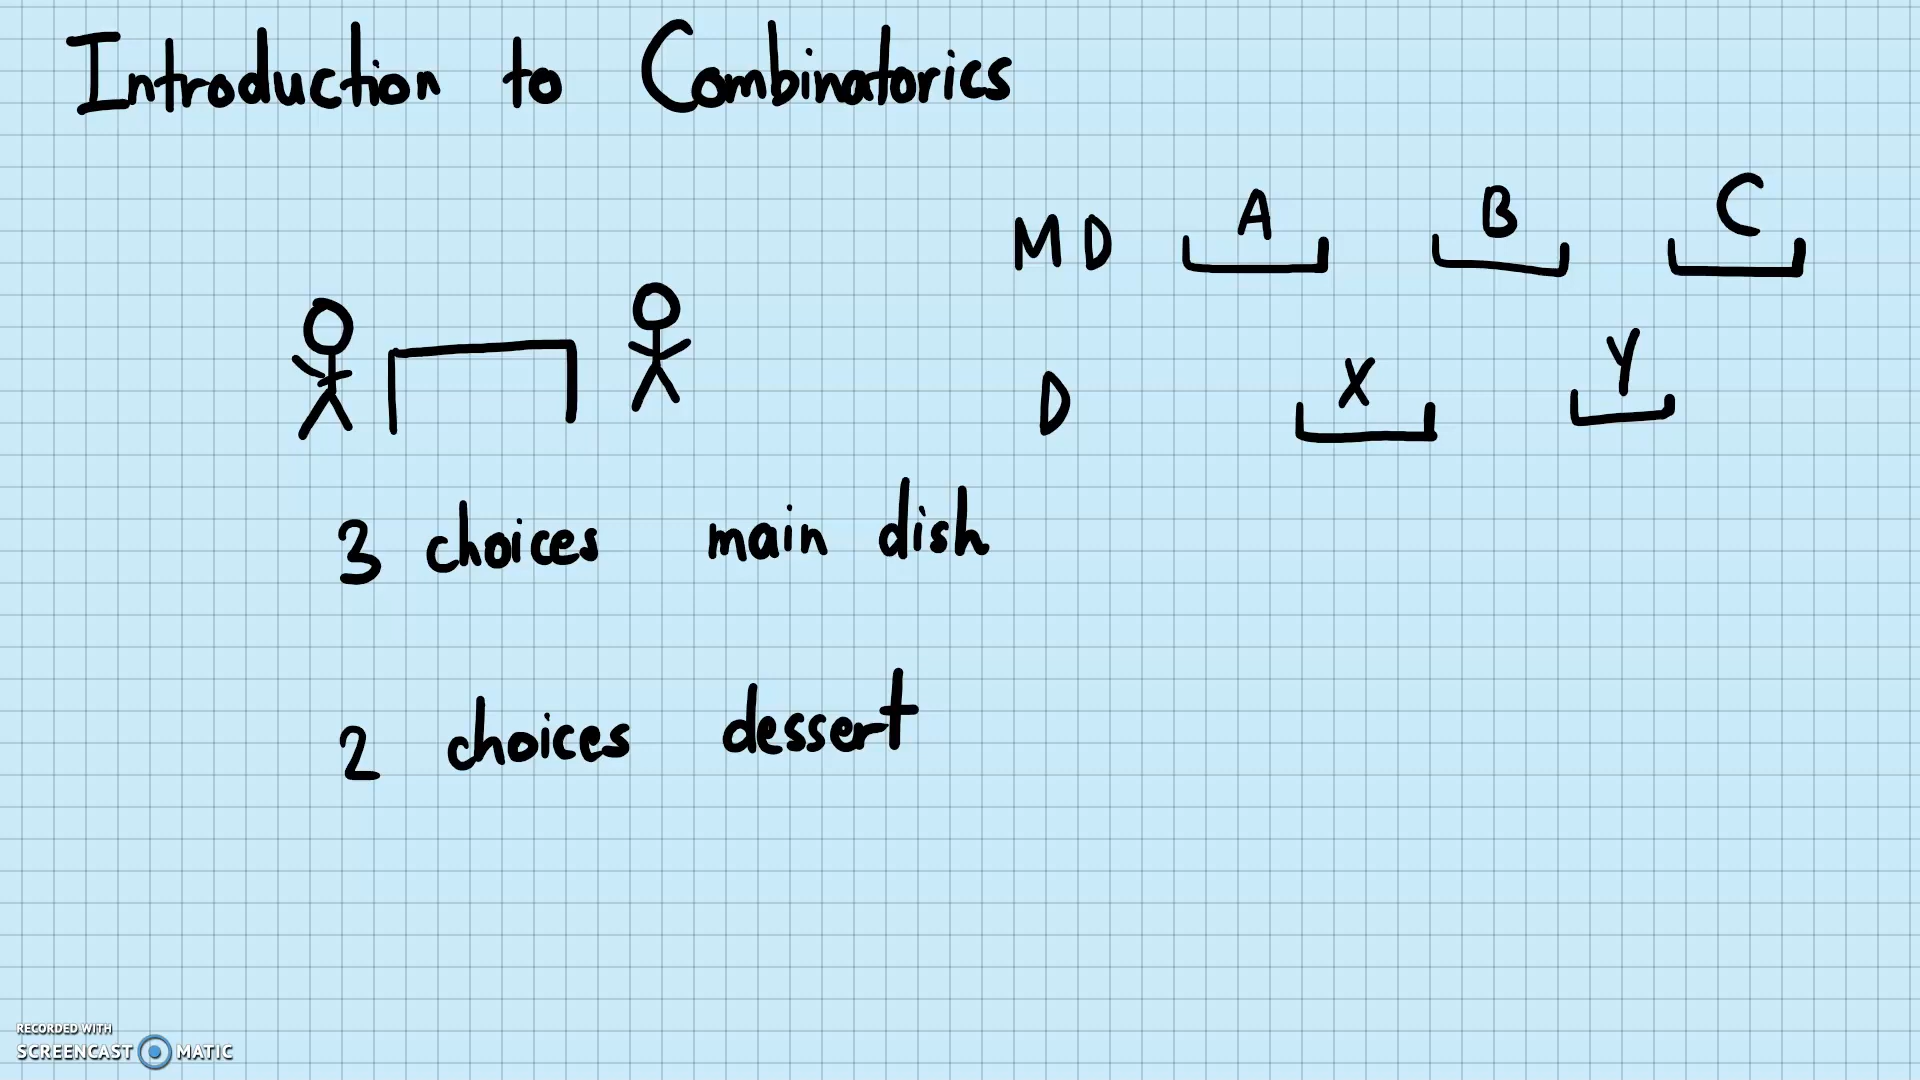 Introduction to Combinatorics
MD A B C
D X Y
3 choices main dish
2 choices dessert
RECORDED WITH
SCREENCAST MATIC